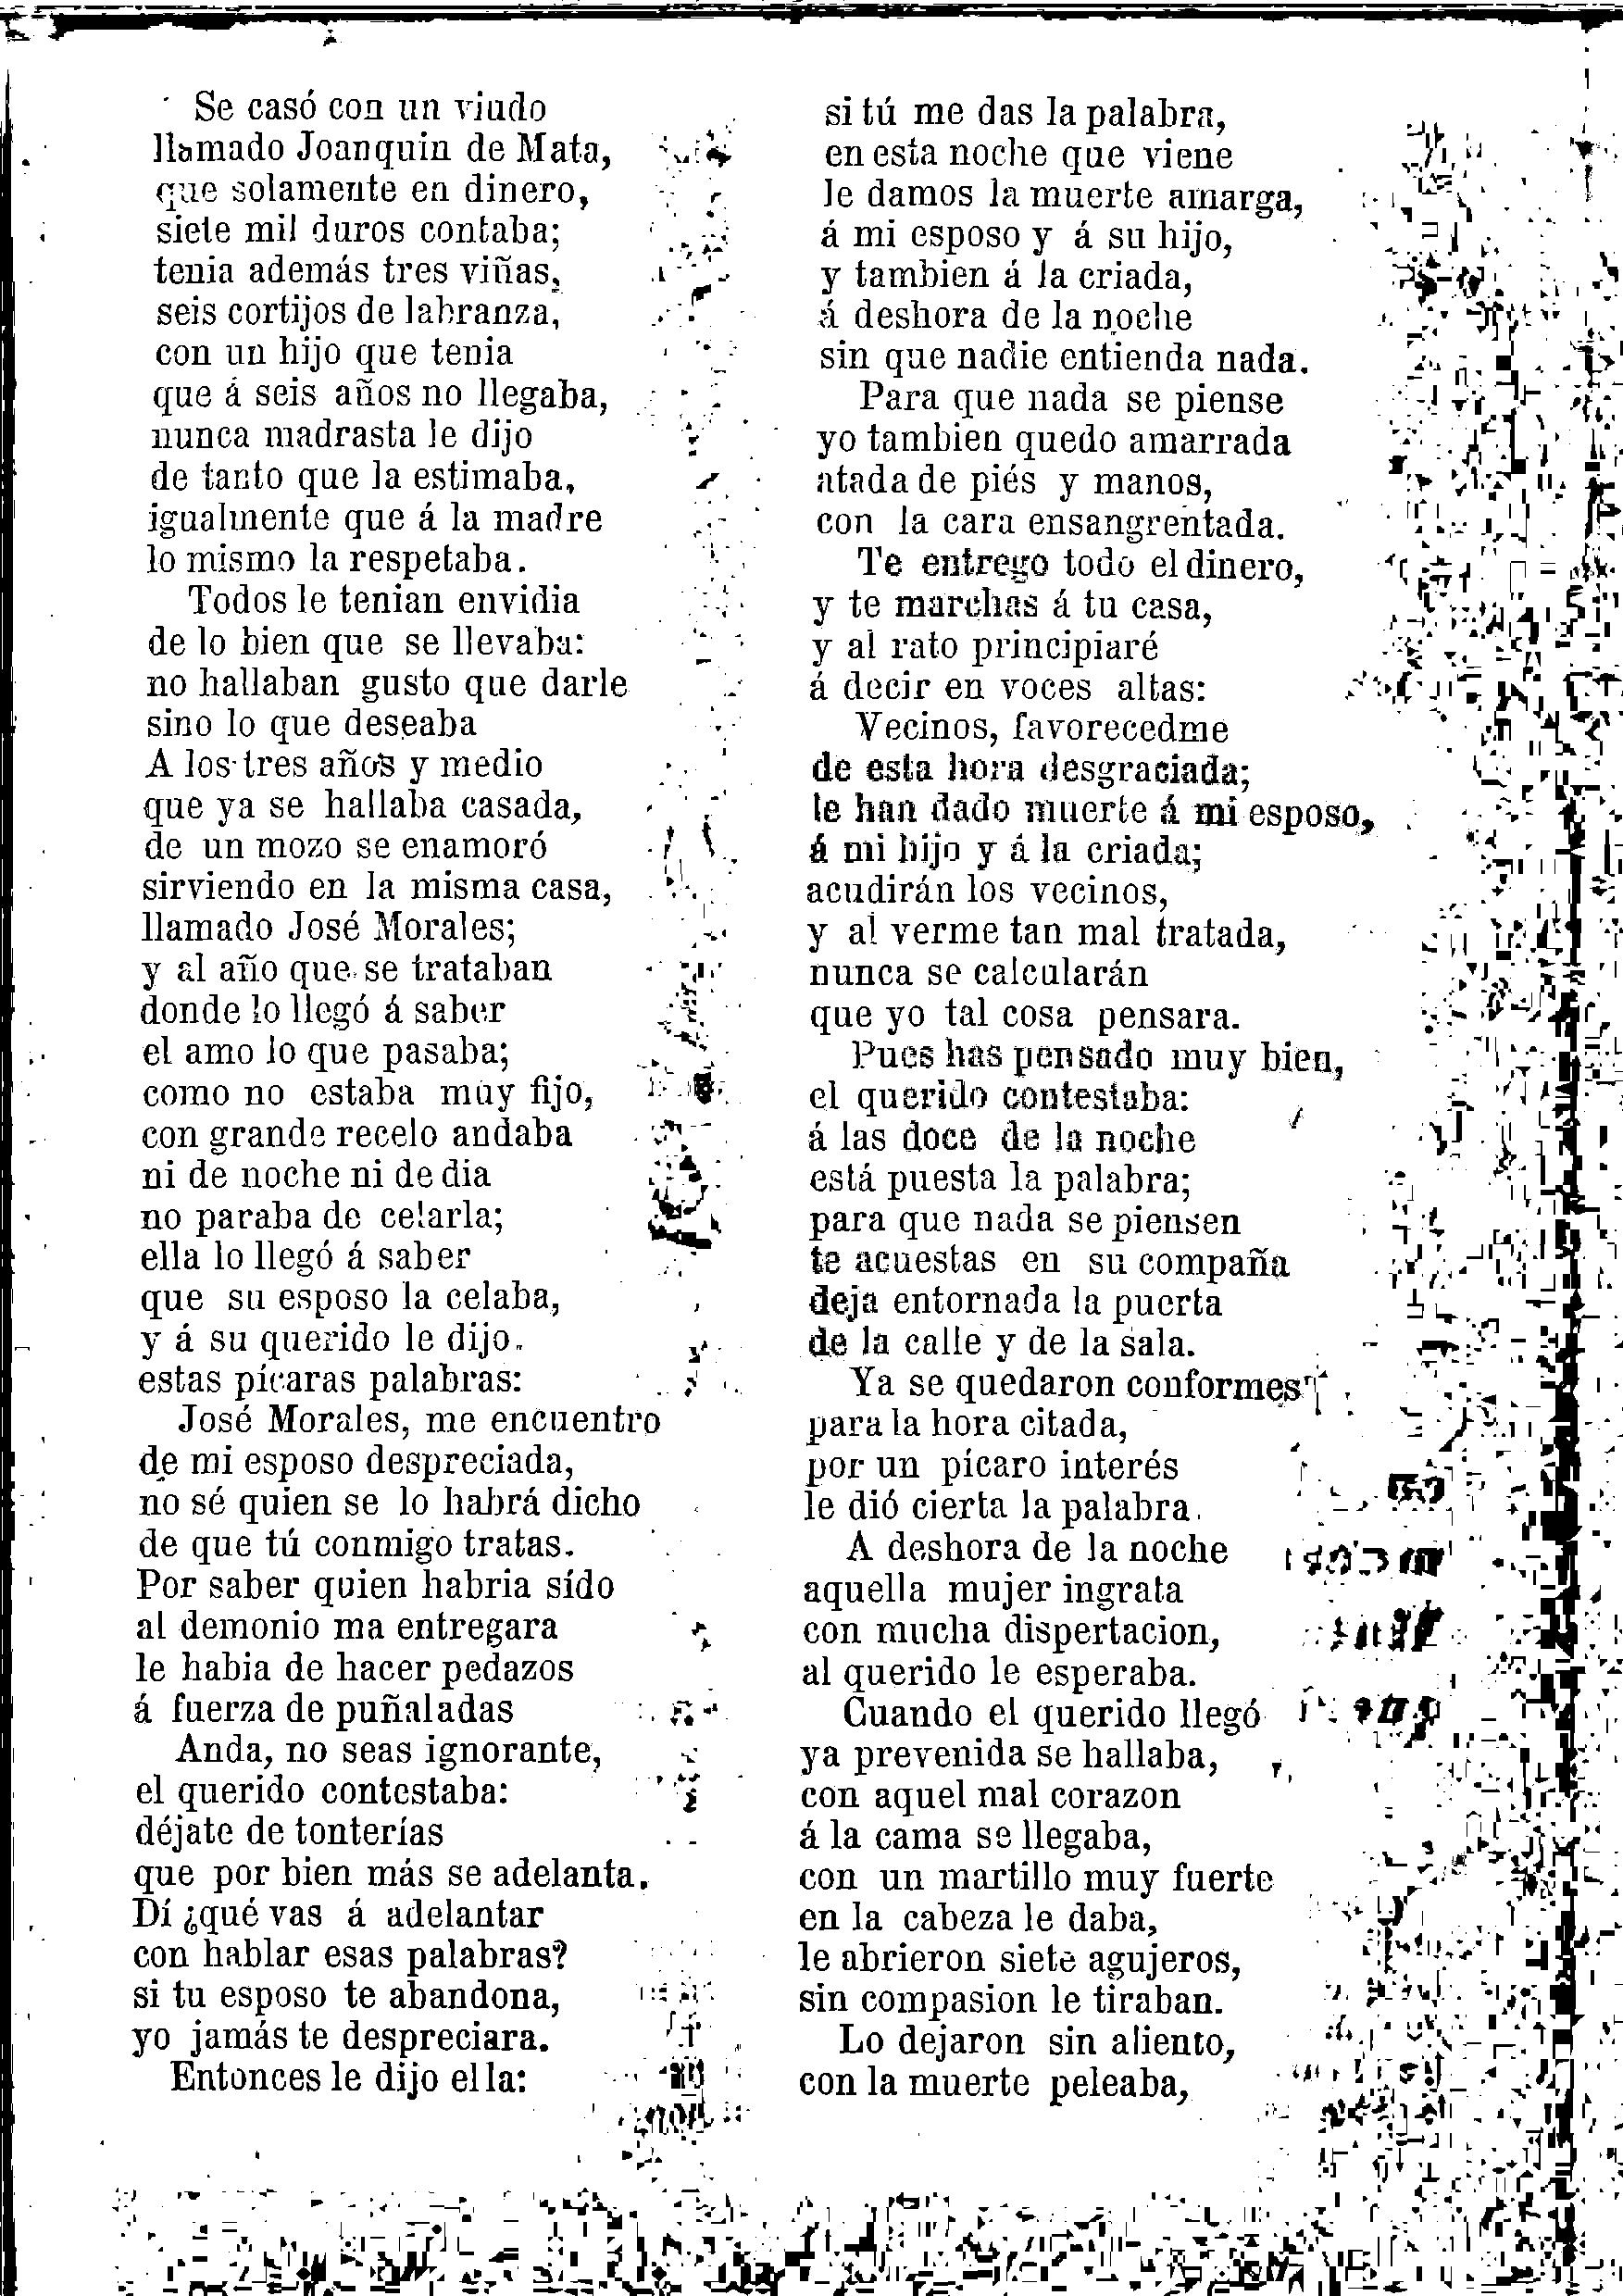 Se casó con un viudo
llamado Joanquin de Mata,
que solamente en dinero,
siete mil duros contaba;
tenia además tres viñas,
seis cortijos de labranza,
con un hijo que tenia
que á seis años no llegaba,
nunca madrasta le dijo
de tanto que la estimaba,
igualmente que á la madre
lo mismo la respetaba.
Todos le tenian envidia
de lo bien que se llevaba:
no hallaban gusto que darle
sino lo que deseaba
A los tres años y medio
que ya se hallaba casada,
de un mozo se enamoró
sirviendo en la misma casa,
llamado José Morales;
y al año que se trataban
donde lo llegó á saber
el amo lo que pasaba;
como no estaba muy fijo,
con grande recelo andaba
ni de noche ni de dia
no paraba de celarla;
ella lo llegó á saber
que su esposo la celaba,
y á su querido le dijo.
estas pícaras palabras:
José Morales, me encuentro
de mi esposo despreciada,
no sé quien se lo habrá dicho
de que tú conmigo tratas.
Por saber quien habria sído
al demonio ma entregara
le habia de hacer pedazos
á fuerza de puñaladas
Anda, no seas ignorante,
el querido contestaba:
déjate de tonterías
que por bien más se adelanta.
Dí ¿qué vas á adelantar
con hablar esas palabras?
si tu esposo te abandona,
yo jamás te despreciara.
Entonces le dijo ella:
si tú me das la palabra,
en esta noche que viene
le damos la muerte amarga,
á mi esposo y á su hijo,
y tambien á la criada,
á deshora de la noche
sin que nadie entienda nada.
Para que nada se piense
yo tambien quedo amarrada
atada de piés y manos,
con la cara ensangrentada.
Te entrego todo el dinero,
y te marchas á tu casa,
y al rato principiaré
á decir en voces altas:
Vecinos, favorecedme
de esta hora desgraciada;
le han dado muerte á mi esposo,
á mi hijo y á la criada;
acudirán los vecinos,
y al verme tan mal tratada,
nunca se calcularán
que yo tal cosa pensara.
Pues has pensado muy bien,
el querido contestaba:
á las doce de la noche
está puesta la palabra;
para que nada se piensen
te acuestas en su compaña
deja entornada la puerta
de la calle y de la sala.
Ya se quedaron conformes
para la hora citada,
por un pícaro interés
le dió cierta la palabra.
A deshora de la noche
aquella mujer ingrata
con mucha dispertacion,
al querido le esperaba.
Cuando el querido llegó
ya prevenida se hallaba,
con aquel mal corazon
á la cama se llegaba,
con un martillo muy fuerte
en la cabeza le daba,
le abrieron siete agujeros,
sin compasion le tiraban.
Lo dejaron sin aliento,
con la muerte peleaba,